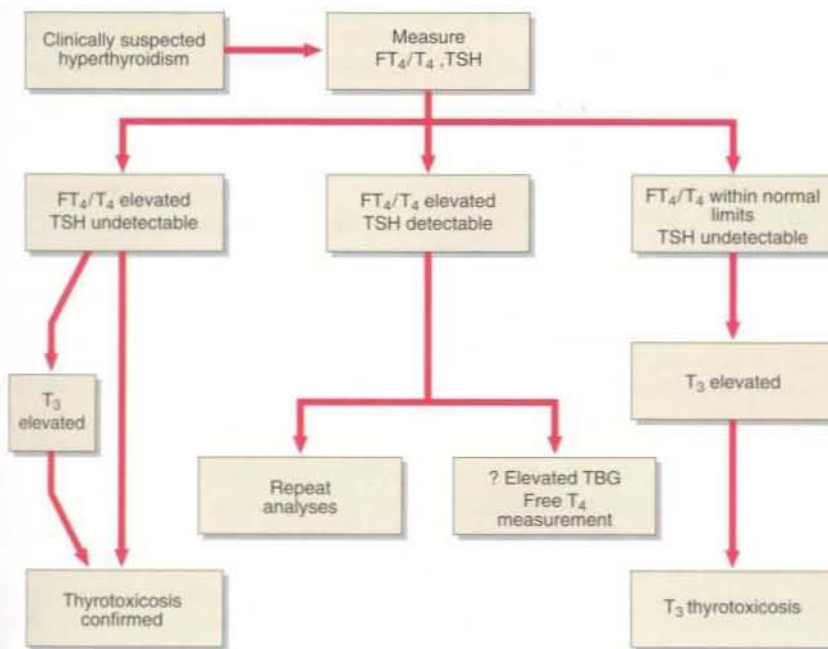 Clinically suspected
hyperthyroidism
Measure
FT₄/T₄ ,TSH
FT₄/T₄ elevated
TSH undetectable
FT₄/T₄ elevated
TSH detectable
FT₄/T₄ within normal
limits
TSH undetectable
T₃
elevated
T₃ elevated
Repeat
analyses
? Elevated TBG
Free T₄
measurement
Thyrotoxicosis
confirmed
T₃ thyrotoxicosis